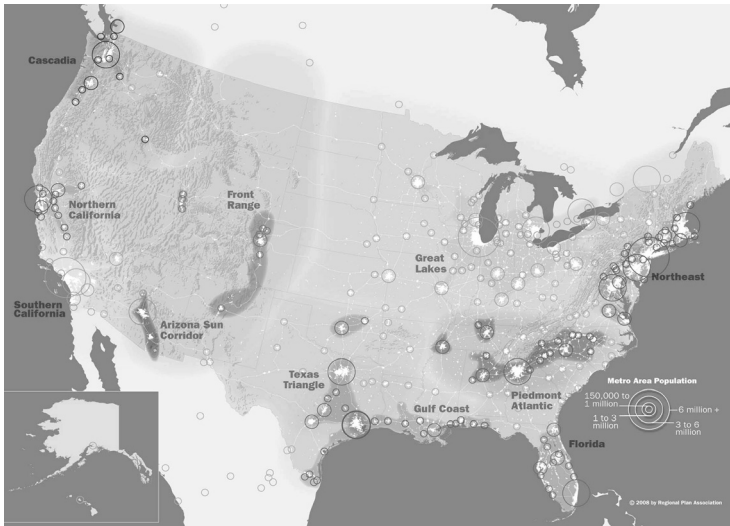 Cascadia
Northern
California
Front
Range
Great
Lakes
Northeast
Southern
California
Arizona Sun
Corridor
Texas
Triangle
Gulf Coast
Piedmont
Atlantic
Florida
Metro Area Population
150,000 to
1 million
6 million +
1 to 3
million
3 to 6
million
© 2008 by Regional Plan Association